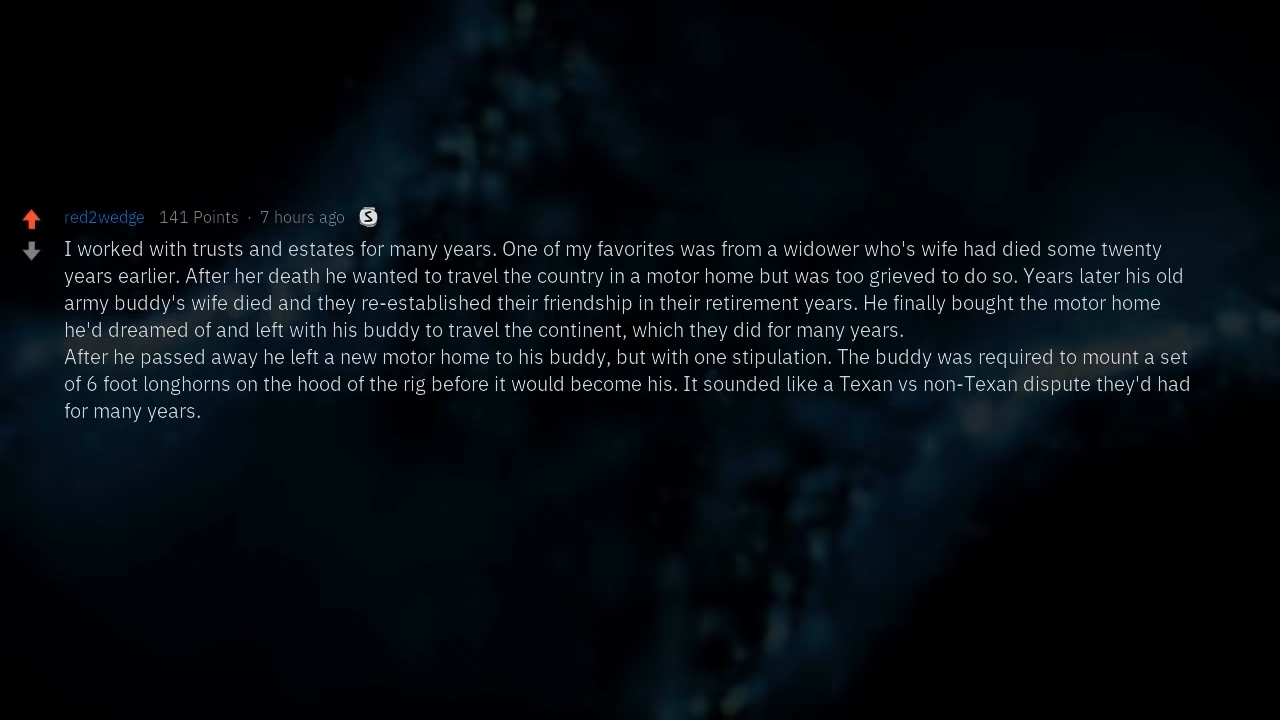 red2wedge 141 Points · 7 hours ago S
I worked with trusts and estates for many years. One of my favorites was from a widower who's wife had died some twenty
years earlier. After her death he wanted to travel the country in a motor home but was too grieved to do so. Years later his old
army buddy's wife died and they re-established their friendship in their retirement years. He finally bought the motor home
he'd dreamed of and left with his buddy to travel the continent, which they did for many years.
After he passed away he left a new motor home to his buddy, but with one stipulation. The buddy was required to mount a set
of 6 foot longhorns on the hood of the rig before it would become his. It sounded like a Texan vs non-Texan dispute they'd had
for many years.